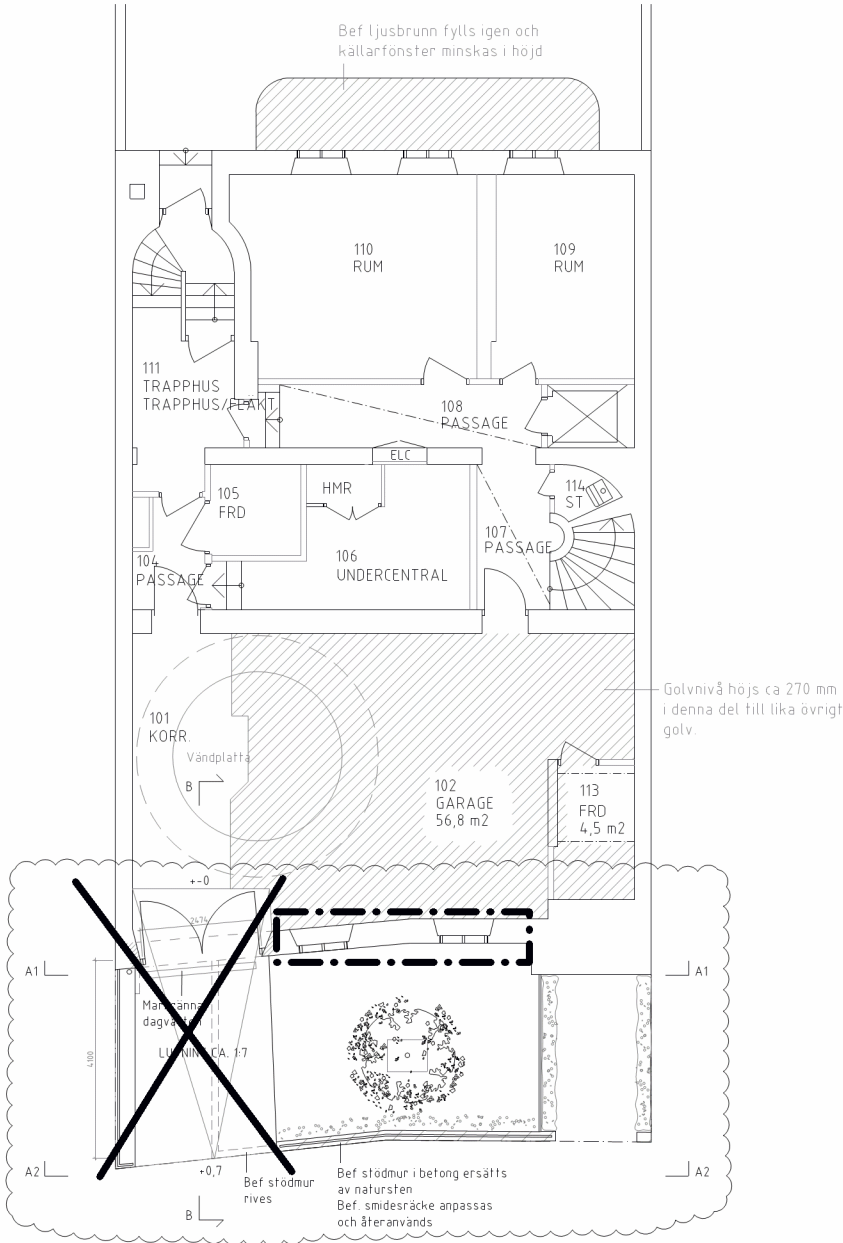 Bef ljusbrunn fylls igen och
källarfönster minskas i höjd
110
RUM
109
RUM
111
TRAPPHUS
TRAPPHUS/FLÄKT
108
PASSAGE
ELC
105
FRD
HMR
114
ST
107
PASSAGE
104
PASSAGE
106
UNDERCENTRAL
Golvnivå höjs ca 270 mm
i denna del till lika övrigt
golv.
101
KORR.
Vändplatta
B
102
GARAGE
56,8 m2
113
FRD
4,5 m2
+-0
2474
A1
A1
Markränna
dagvatten
4100
LUTNING CA. 1:7
A2
+0,7
A2
Bef stödmur
rives
Bef stödmur i betong ersätts
av natursten
Bef. smidesräcke anpassas
och återanvänds
B